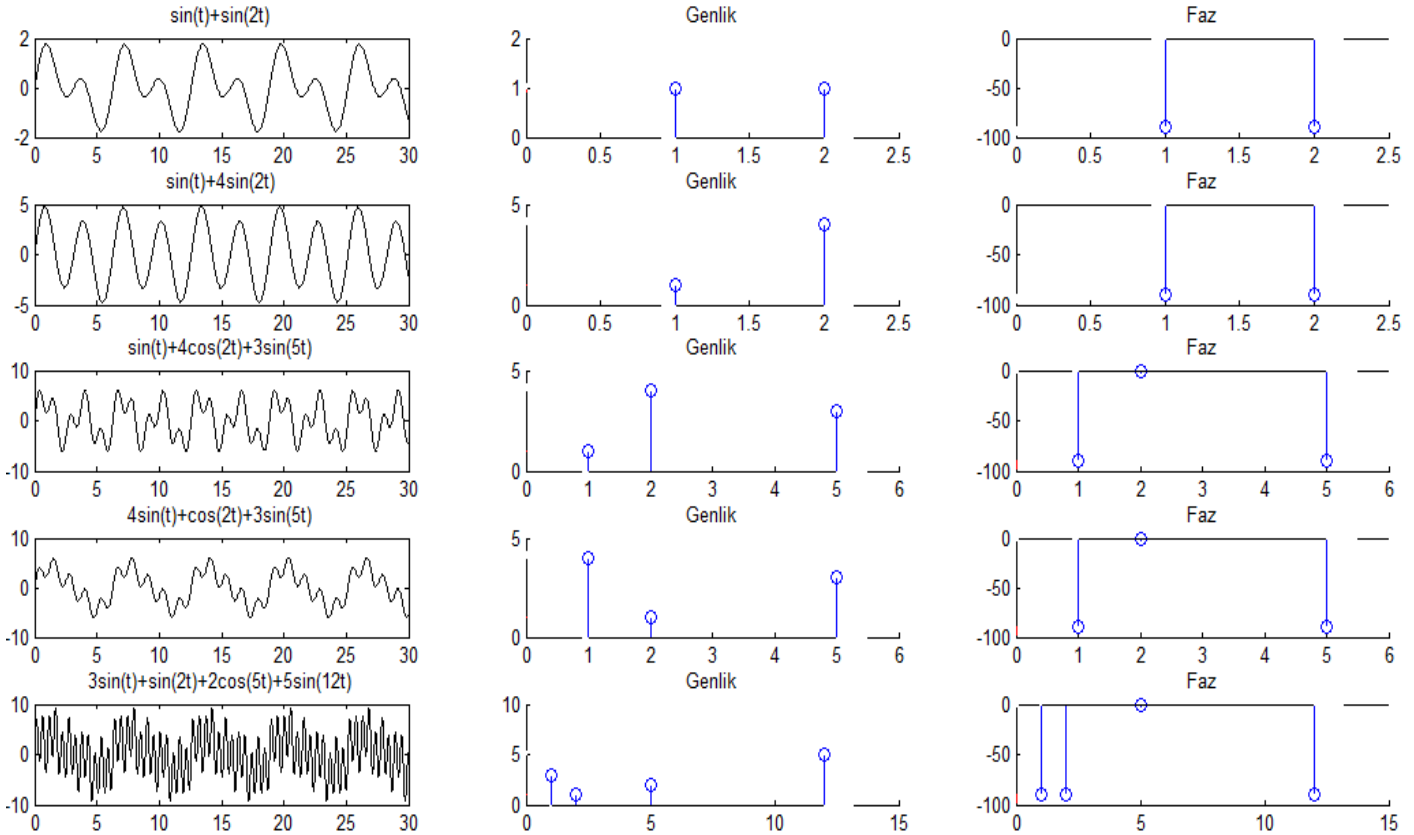 sin(t)+sin(2t) Genlik Faz
2 2 0
0 1 -50
-2 0 -100
0 5 10 15 20 25 30 0 0.5 1 1.5 2 2.5 0 0.5 1 1.5 2 2.5
sin(t)+4sin(2t) Genlik Faz
5 5 0
0 -50
-5 0 -100
0 5 10 15 20 25 30 0 0.5 1 1.5 2 2.5 0 0.5 1 1.5 2 2.5
sin(t)+4cos(2t)+3sin(5t) Genlik Faz
10 5 0
0 -50
-10 0 -100
0 5 10 15 20 25 30 0 1 2 3 4 5 6 0 1 2 3 4 5 6
4sin(t)+cos(2t)+3sin(5t) Genlik Faz
10 5 0
0 -50
-10 0 -100
0 5 10 15 20 25 30 0 1 2 3 4 5 6 0 1 2 3 4 5 6
3sin(t)+sin(2t)+2cos(5t)+5sin(12t) Genlik Faz
10 10 0
0 5 -50
-10 0 -100
0 5 10 15 20 25 30 0 5 10 15 0 5 10 15